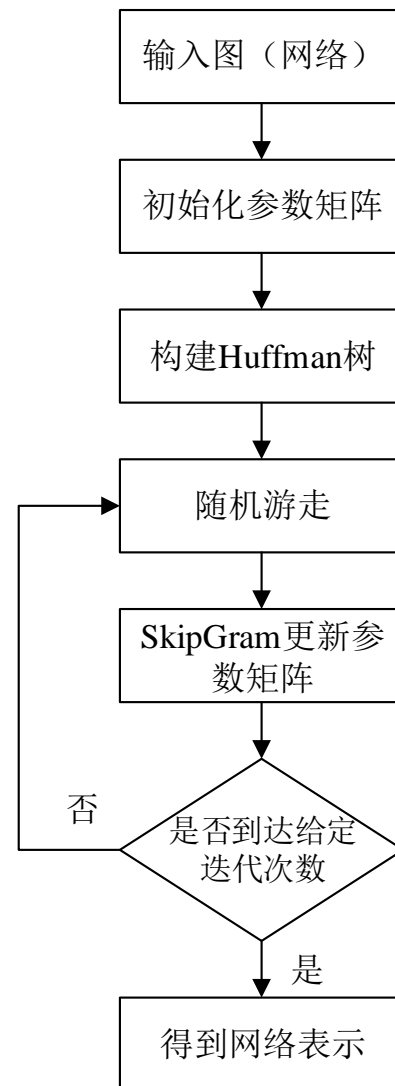 输入图（网络）
初始化参数矩阵
构建Huffman树
随机游走
SkipGram更新参
数矩阵
否
是否到达给定
迭代次数
是
得到网络表示